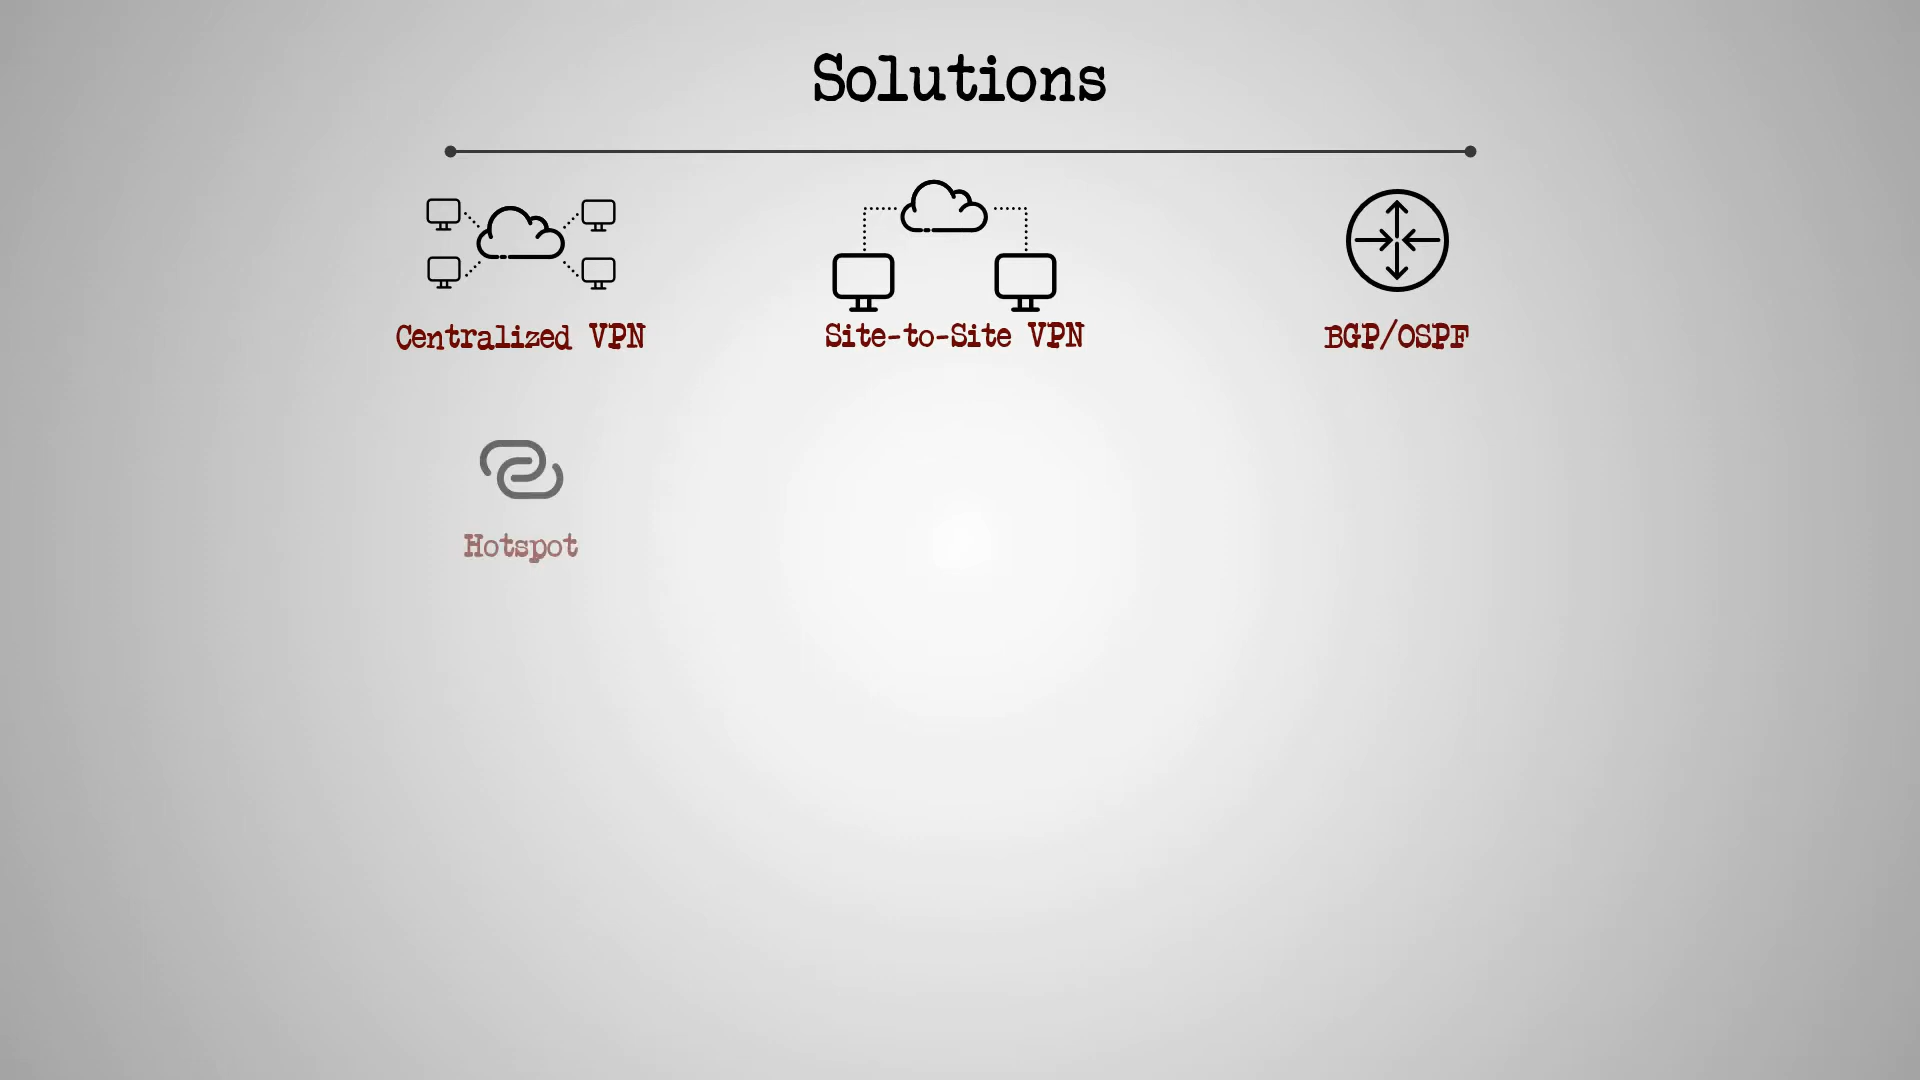 Solutions
Centralized VPN
Site-to-Site VPN
BGP/OSPF
Hotspot